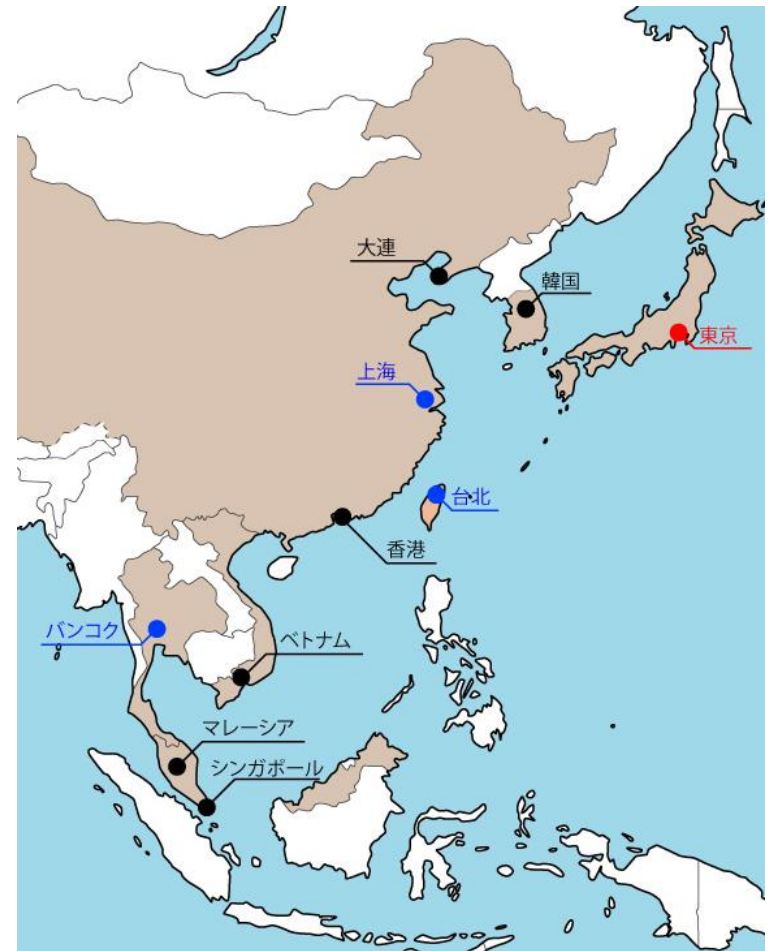 大連
韓国
東京
上海
台北
香港
バンコク
ベトナム
マレーシア
シンガポール